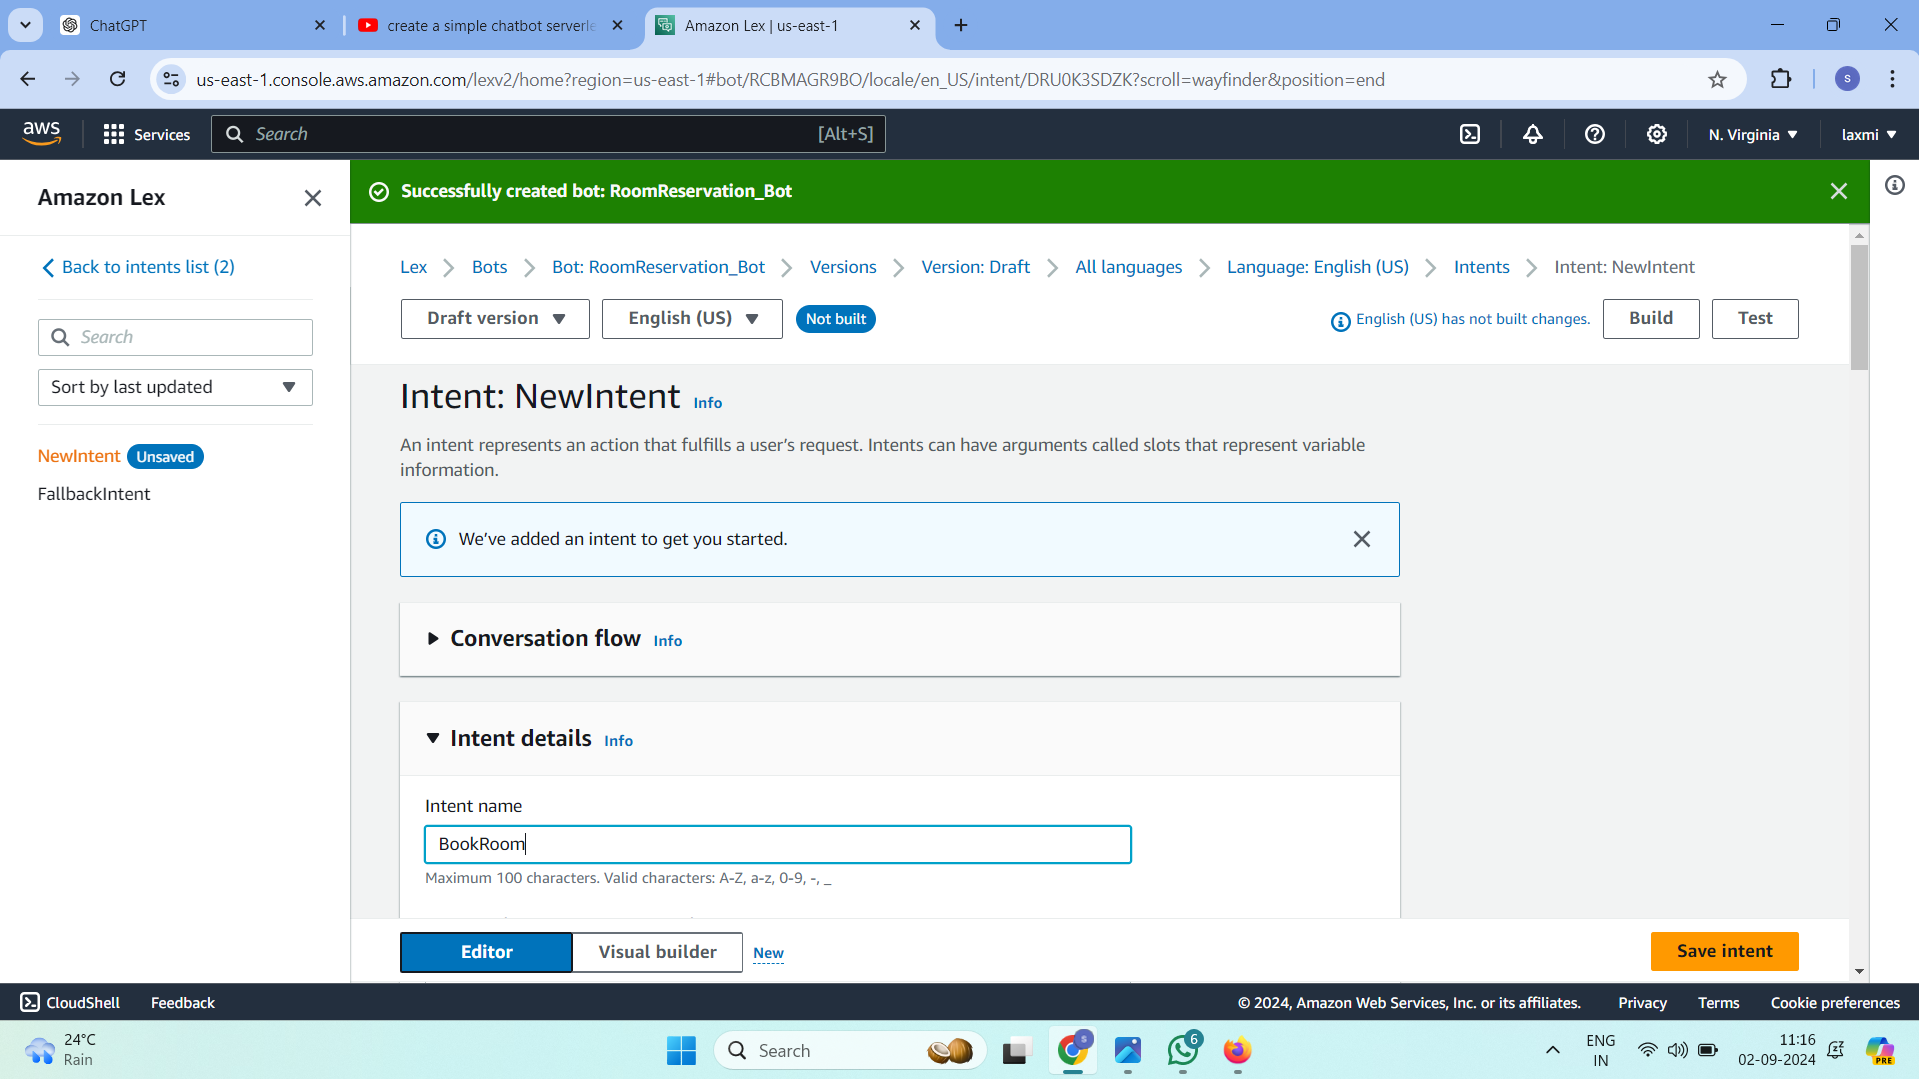 ChatGPT
create a simple chatbot serverle
Amazon Lex | us-east-1
us-east-1.console.aws.amazon.com/lexv2/home?region=us-east-1#bot/RCBMAGR9BO/locale/en_US/intent/DRU0K3SDZK?scroll=wayfinder&position=end
S
aws
Services
Search
[Alt+S]
N. Virginia
laxmi
Amazon Lex
Successfully created bot: RoomReservation_Bot
Back to intents list (2)
Search
Sort by last updated
NewIntent
Unsaved
FallbackIntent
Lex
Bots
Bot: RoomReservation_Bot
Versions
Version: Draft
All languages
Language: English (US)
Intents
Intent: NewIntent
Draft version
English (US)
Not built
English (US) has not built changes.
Build
Test
Intent: NewIntent
Info
An intent represents an action that fulfills a user's request. Intents can have arguments called slots that represent variable
information.
We've added an intent to get you started.
Conversation flow
Info
Intent details
Info
Intent name
BookRoom
Maximum 100 characters. Valid characters: A-Z, a-z, 0-9, -, _
Editor
Visual builder
New
Save intent
CloudShell
Feedback
© 2024, Amazon Web Services, Inc. or its affiliates.
Privacy
Terms
Cookie preferences
24°C
Rain
Search
S
6
ENG
IN
11:16
02-09-2024
PRE